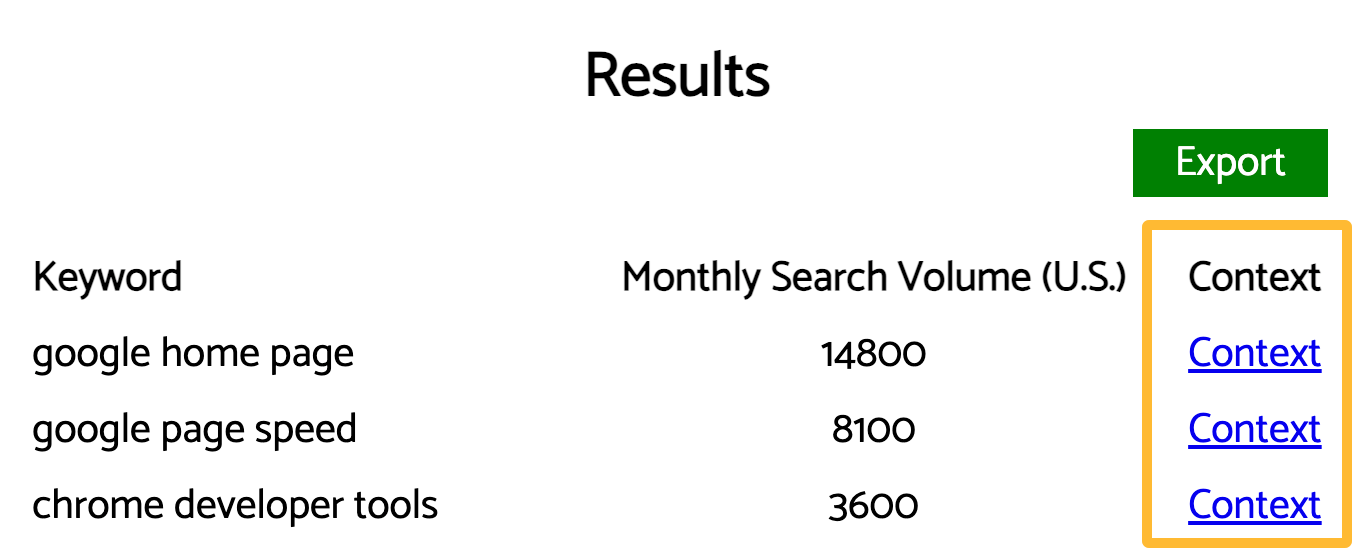 Results
Export
Keyword Monthly Search Volume (U.S.) Context
google home page 14800 Context
google page speed 8100 Context
chrome developer tools 3600 Context